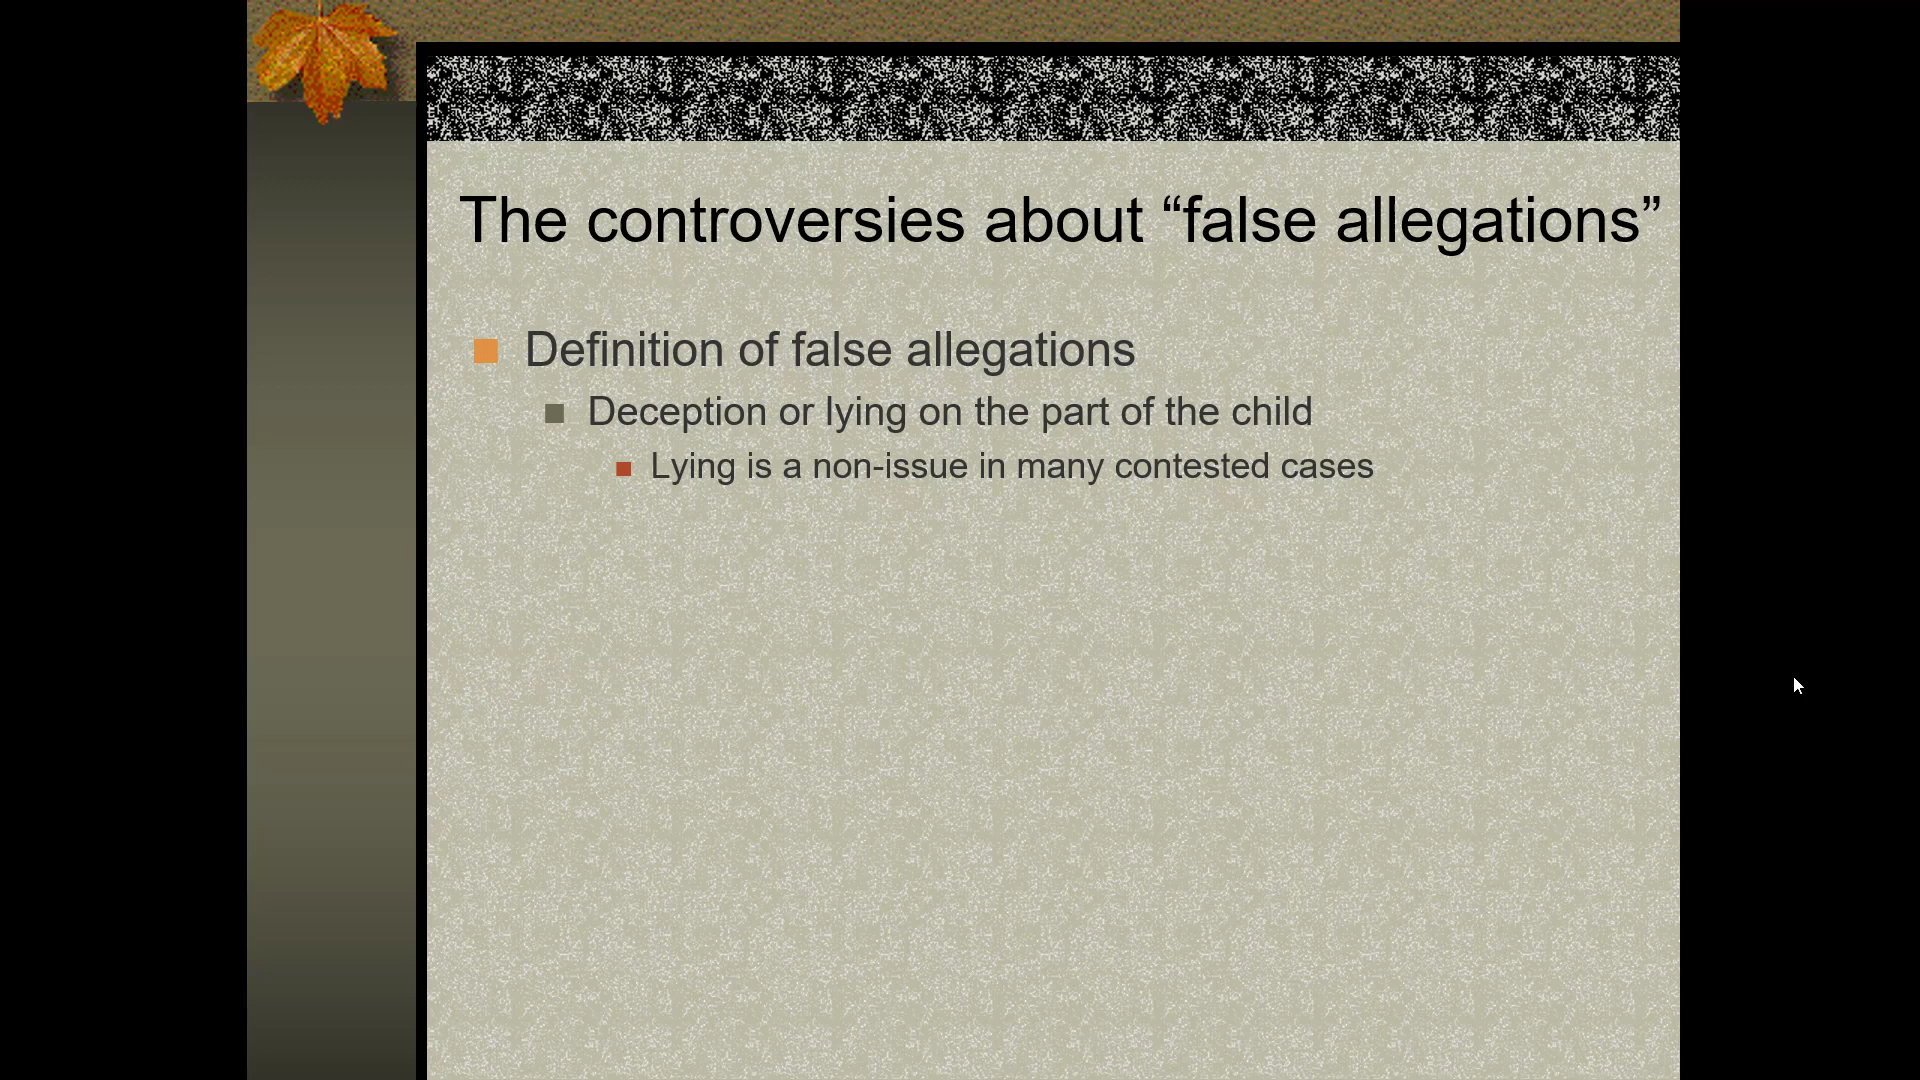 The controversies about “false allegations”
Definition of false allegations
Deception or lying on the part of the child
Lying is a non-issue in many contested cases